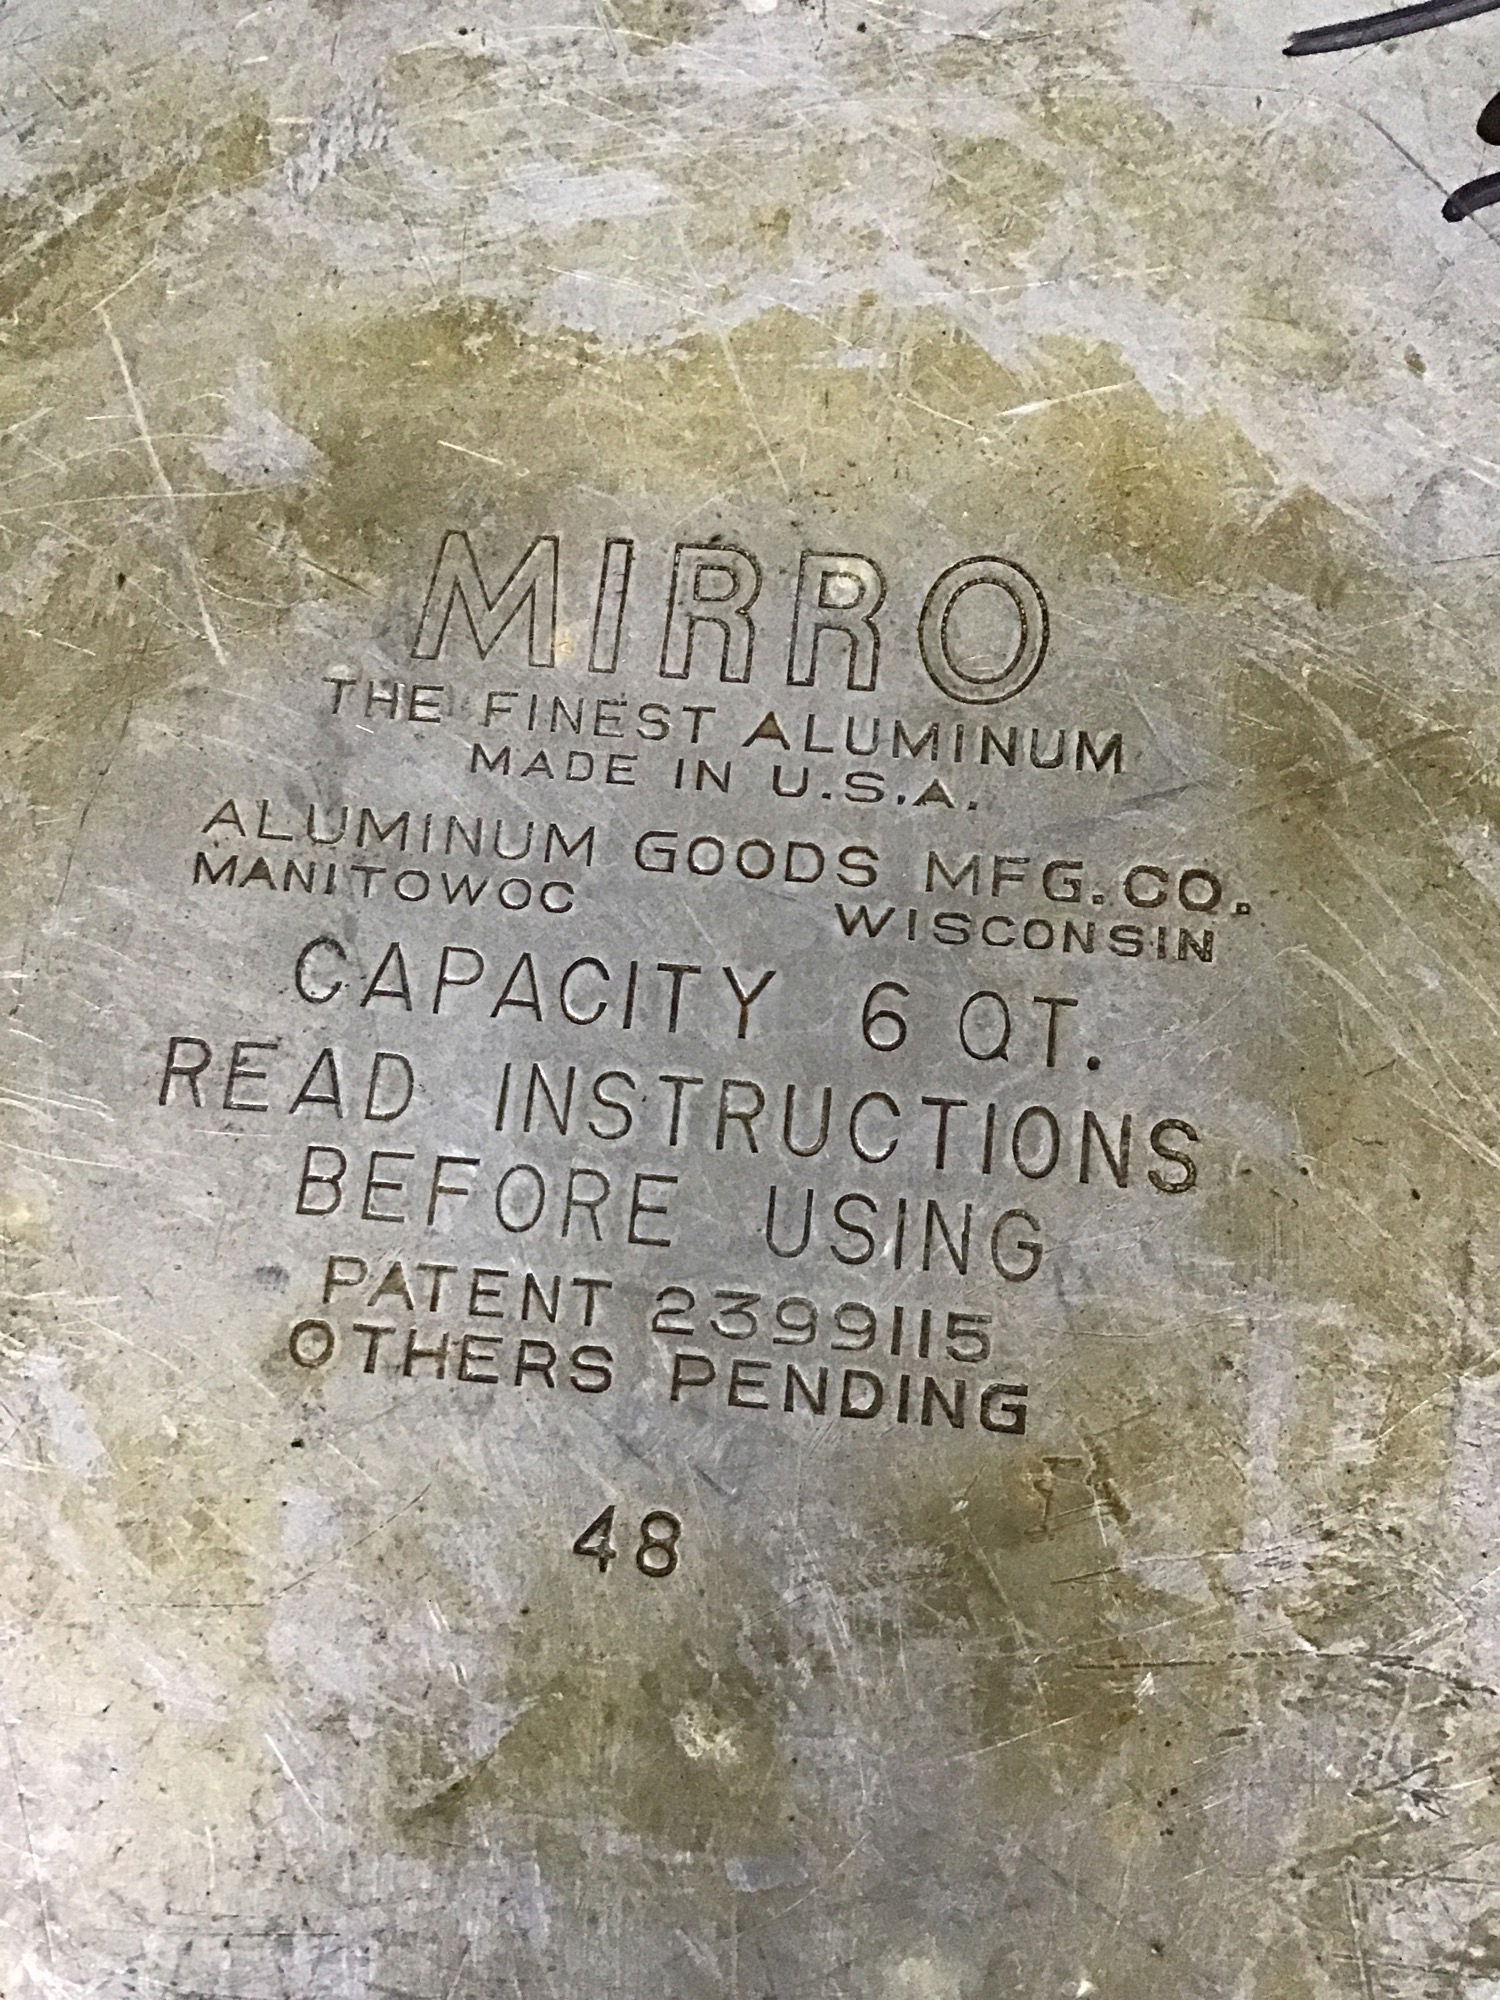 MIRRO
THE FINEST ALUMINUM
MADE IN U.S.A.
ALUMINUM GOODS MFG. CO.
MANITOWOC WISCONSIN
CAPACITY 6 QT.
READ INSTRUCTIONS
BEFORE USING
PATENT 2399115
OTHERS PENDING
48